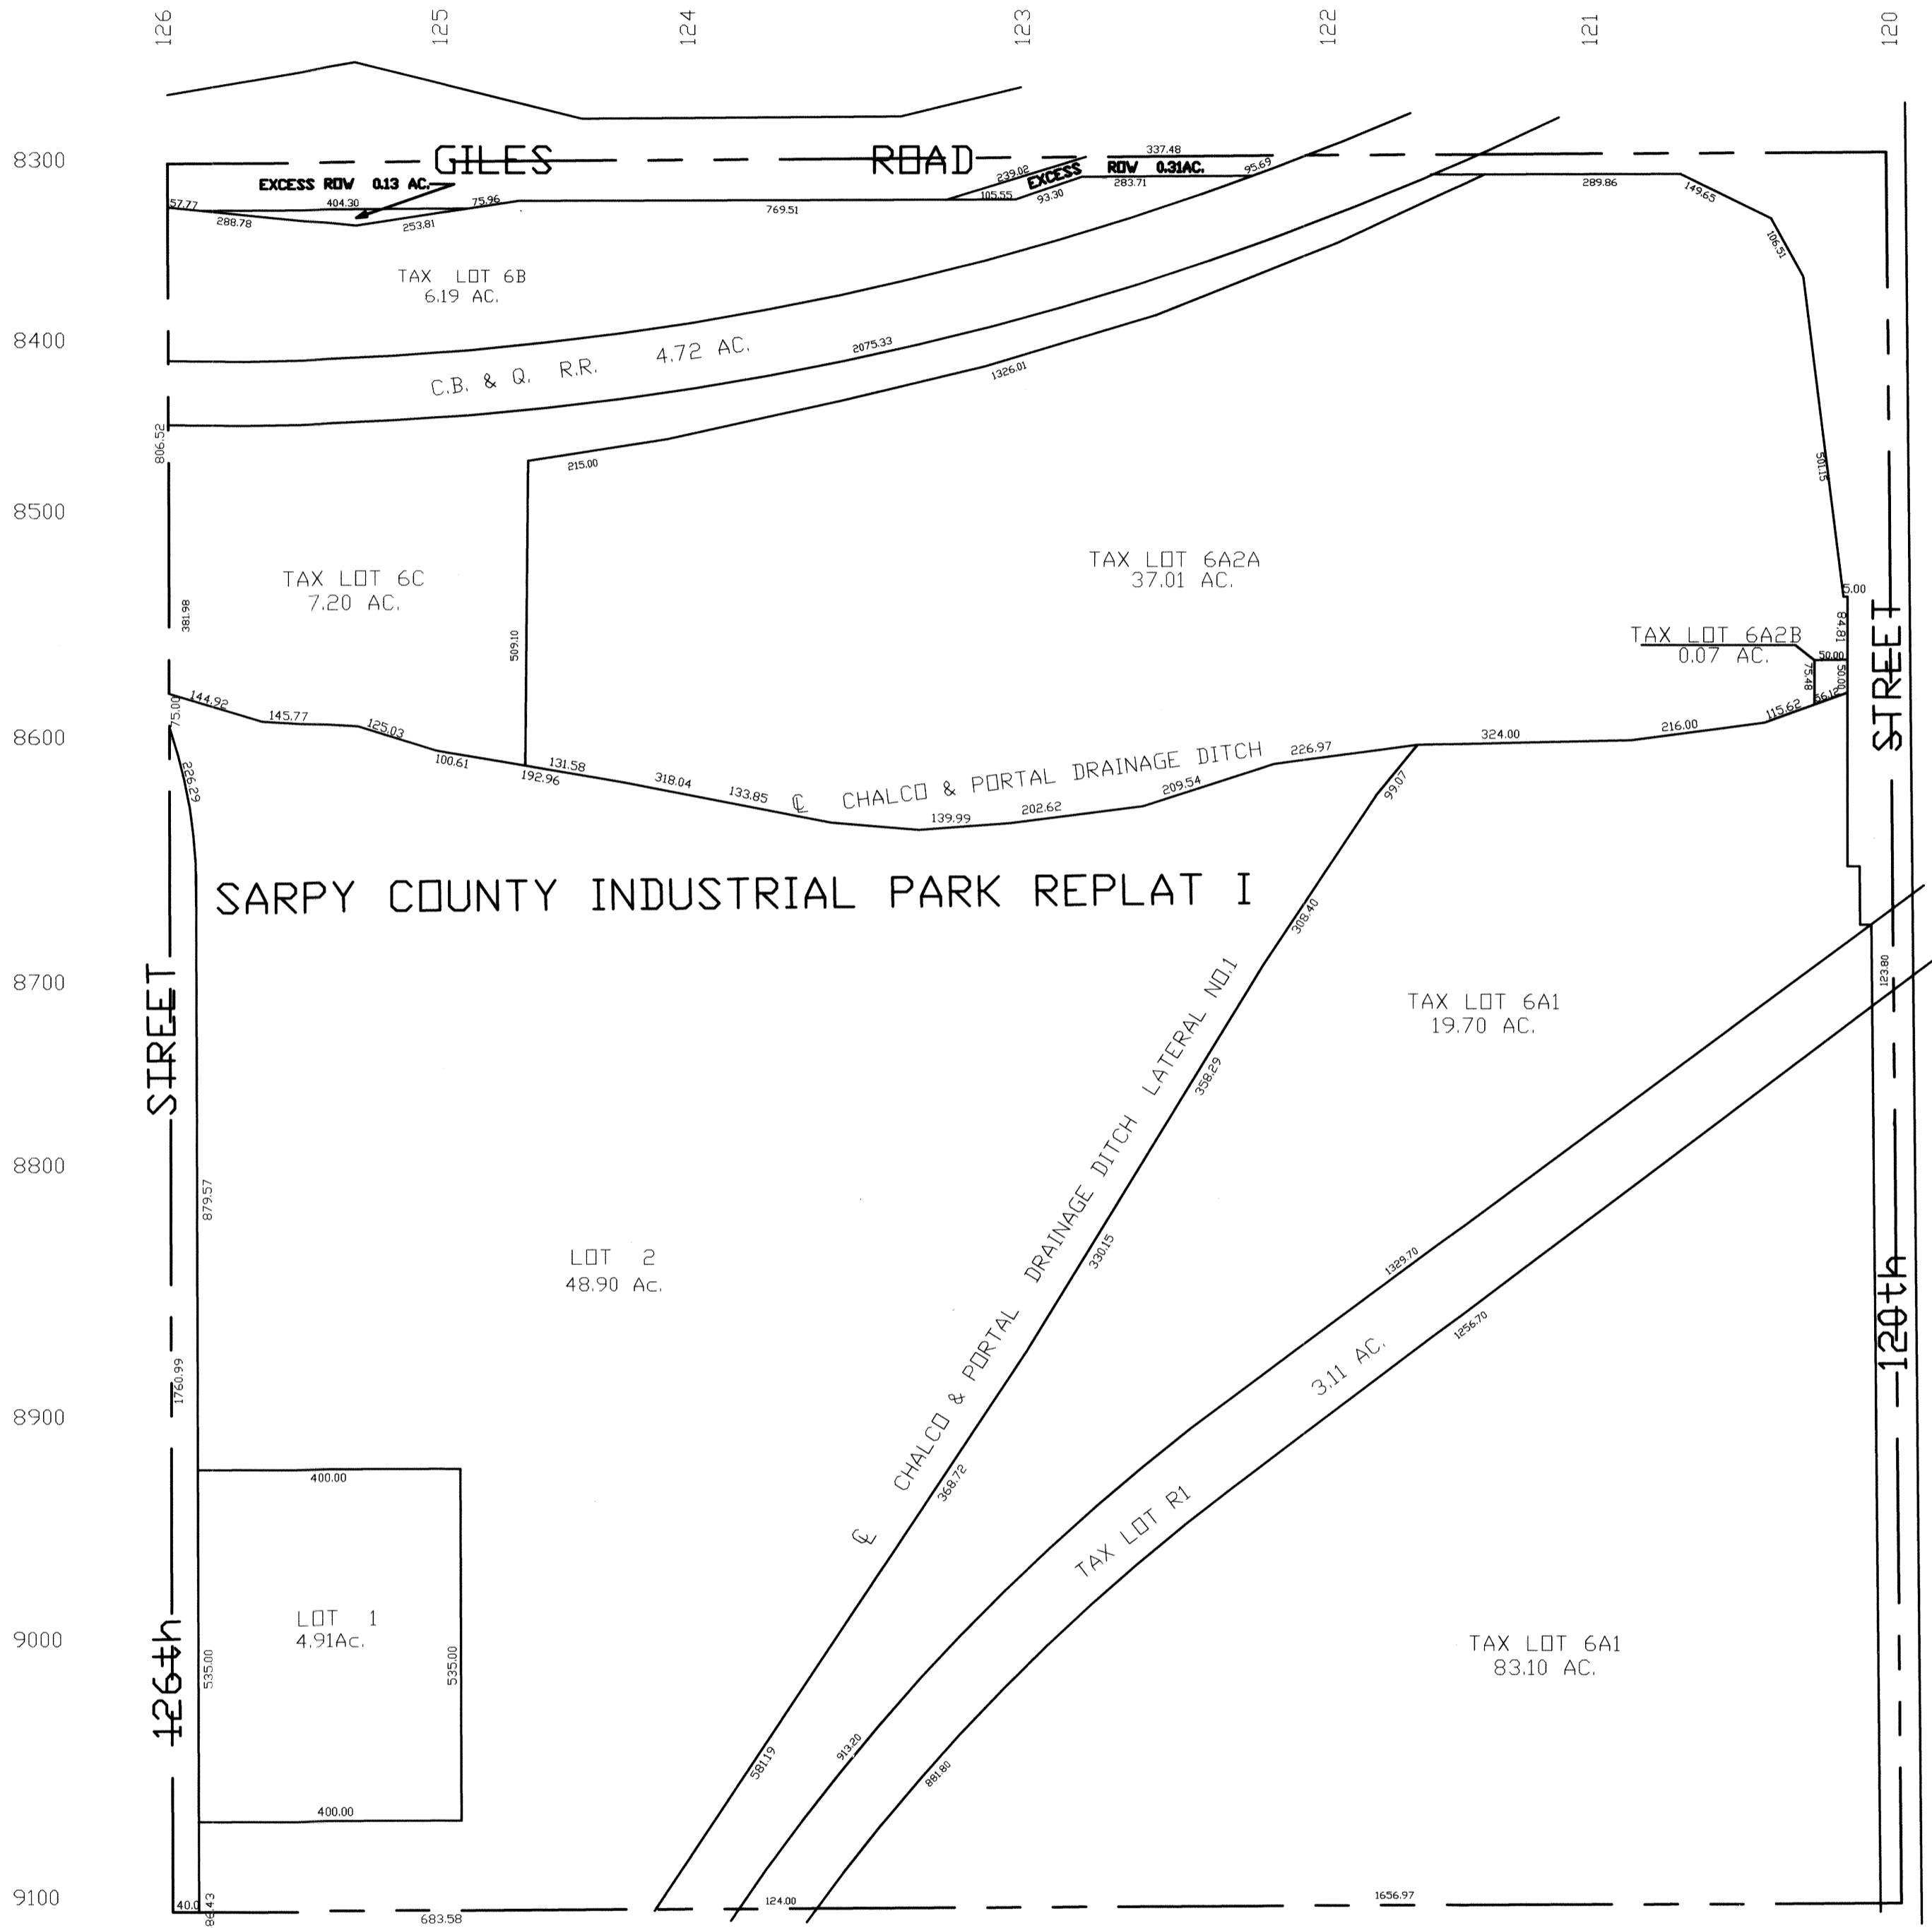 126
125
124
123
122
121
120
8300
8400
8500
8600
8700
8800
8900
9000
9100
GILES ROAD
EXCESS ROW 0.13 AC.
57.77
404.30
75.96
288.78
253.81
769.51
239.02
105.55
93.30
EXCESS ROW 0.31AC.
337.48
283.71
95.69
289.86
149.65
106.51
501.15
TAX LOT 6B
6.19 AC.
C.B. & Q. R.R. 4.72 AC.
2075.33
1326.01
806.52
215.00
TAX LOT 6C
7.20 AC.
381.98
509.10
TAX LOT 6A2A
37.01 AC.
TAX LOT 6A2B
0.07 AC.
5.00
84.81
50.00
50.00
75.48
56.12
115.62
216.00
324.00
STREET
144.92
75.00
145.77
125.03
100.61
192.96
131.58
318.04
133.85
℄ CHALCO & PORTAL DRAINAGE DITCH
139.99
202.62
209.54
226.97
99.07
226.29
SARPY COUNTY INDUSTRIAL PARK REPLAT I
308.40
123.80
TAX LOT 6A1
19.70 AC.
STREET
358.29
℄ CHALCO & PORTAL DRAINAGE DITCH LATERAL NO.1
330.15
879.57
LOT 2
48.90 Ac.
1329.70
1256.70
120th
1760.99
3.11 AC.
TAX LOT R1
368.72
400.00
LOT 1
4.91Ac.
535.00
535.00
400.00
126th
TAX LOT 6A1
83.10 AC.
581.19
913.20
881.80
40.0
86.43
683.58
124.00
1656.97